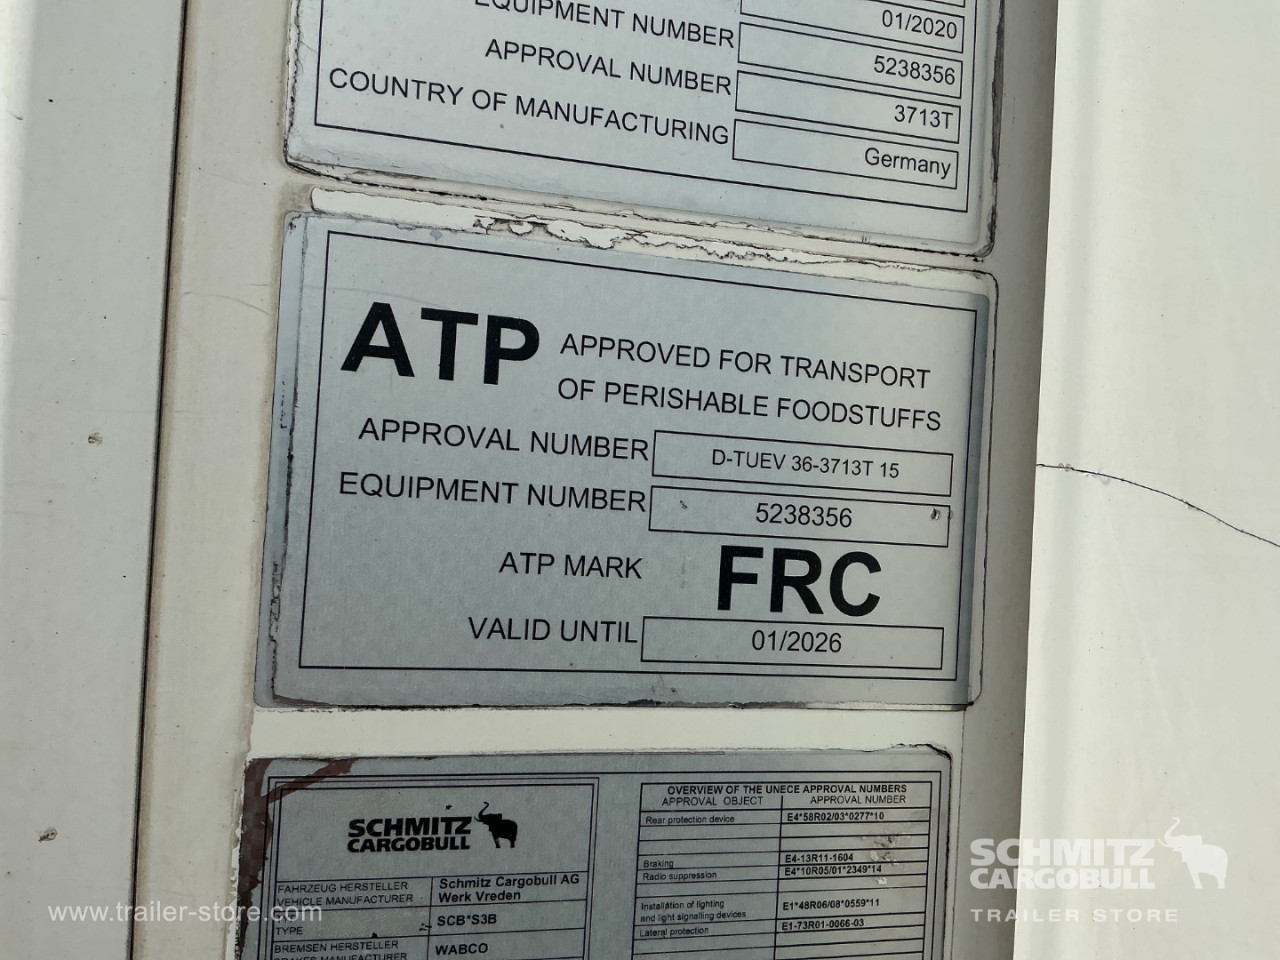 01/2020
EQUIPMENT NUMBER 5238356
APPROVAL NUMBER 3713T
COUNTRY OF MANUFACTURING Germany
ATP APPROVED FOR TRANSPORT
OF PERISHABLE FOODSTUFFS
APPROVAL NUMBER D-TUEV 36-3713T 15
EQUIPMENT NUMBER 5238356
ATP MARK FRC
VALID UNTIL 01/2026
SCHMITZ
CARGOBULL
FAHRZEUG HERSTELLER
VEHICLE MANUFACTURER
Schmitz Cargobull AG
Werk Vreden
TYPE SCB*S3B
BREMSEN HERSTELLER
BRAKES MANUFACTURER
WABCO
OVERVIEW OF THE UNECE APPROVAL NUMBERS
APPROVAL OBJECT APPROVAL NUMBER
Rear protection device E4*58R02/03*0277*10
Braking E4-13R11-1604
Radio suppression E4*10R05/01*2349*14
Installation of lighting
and light signalling devices E1*48R06/08*0559*11
Lateral protection E1-73R01-0066-03
www.trailer-store.com
SCHMITZ
CARGOBULL
TRAILER STORE